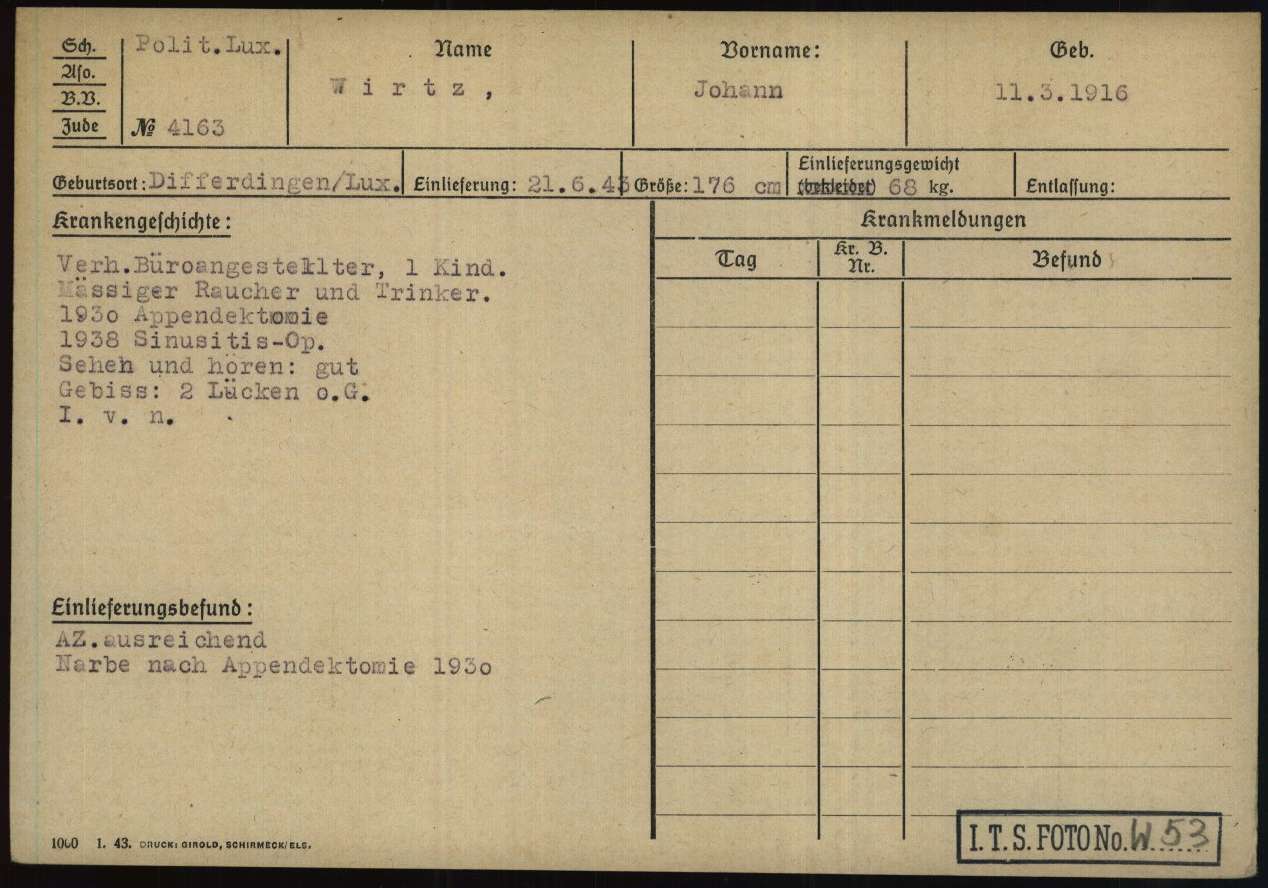 Sch.
Aso.
B.V.
Jude
Polit.Lux.
№ 4163
Name
Wirtz,
Vorname:
Johann
Geb.
11.3.1916
Geburtsort: Differdingen/Lux.
Einlieferung: 21.6.43
Größe: 176 cm
Einlieferungsgewicht
(bekleidet) 68 kg.
Entlassung:
Krankengeschichte:
Verh.Büroangestellter, 1 Kind.
Mässiger Raucher und Trinker.
193o Appendektomie
1938 Sinusitis-Op.
Sehen und hören: gut
Gebiss: 2 Lücken o.G.
I. v. n.
Einlieferungsbefund:
AZ.ausreichend
Narbe nach Appendektomie 193o
Krankmeldungen
Tag
Kr. B.
Nr.
Befund
1000 1. 43. DRUCK: GIROLD, SCHIRMECK/ELS.
I.T.S. FOTO No. W 53